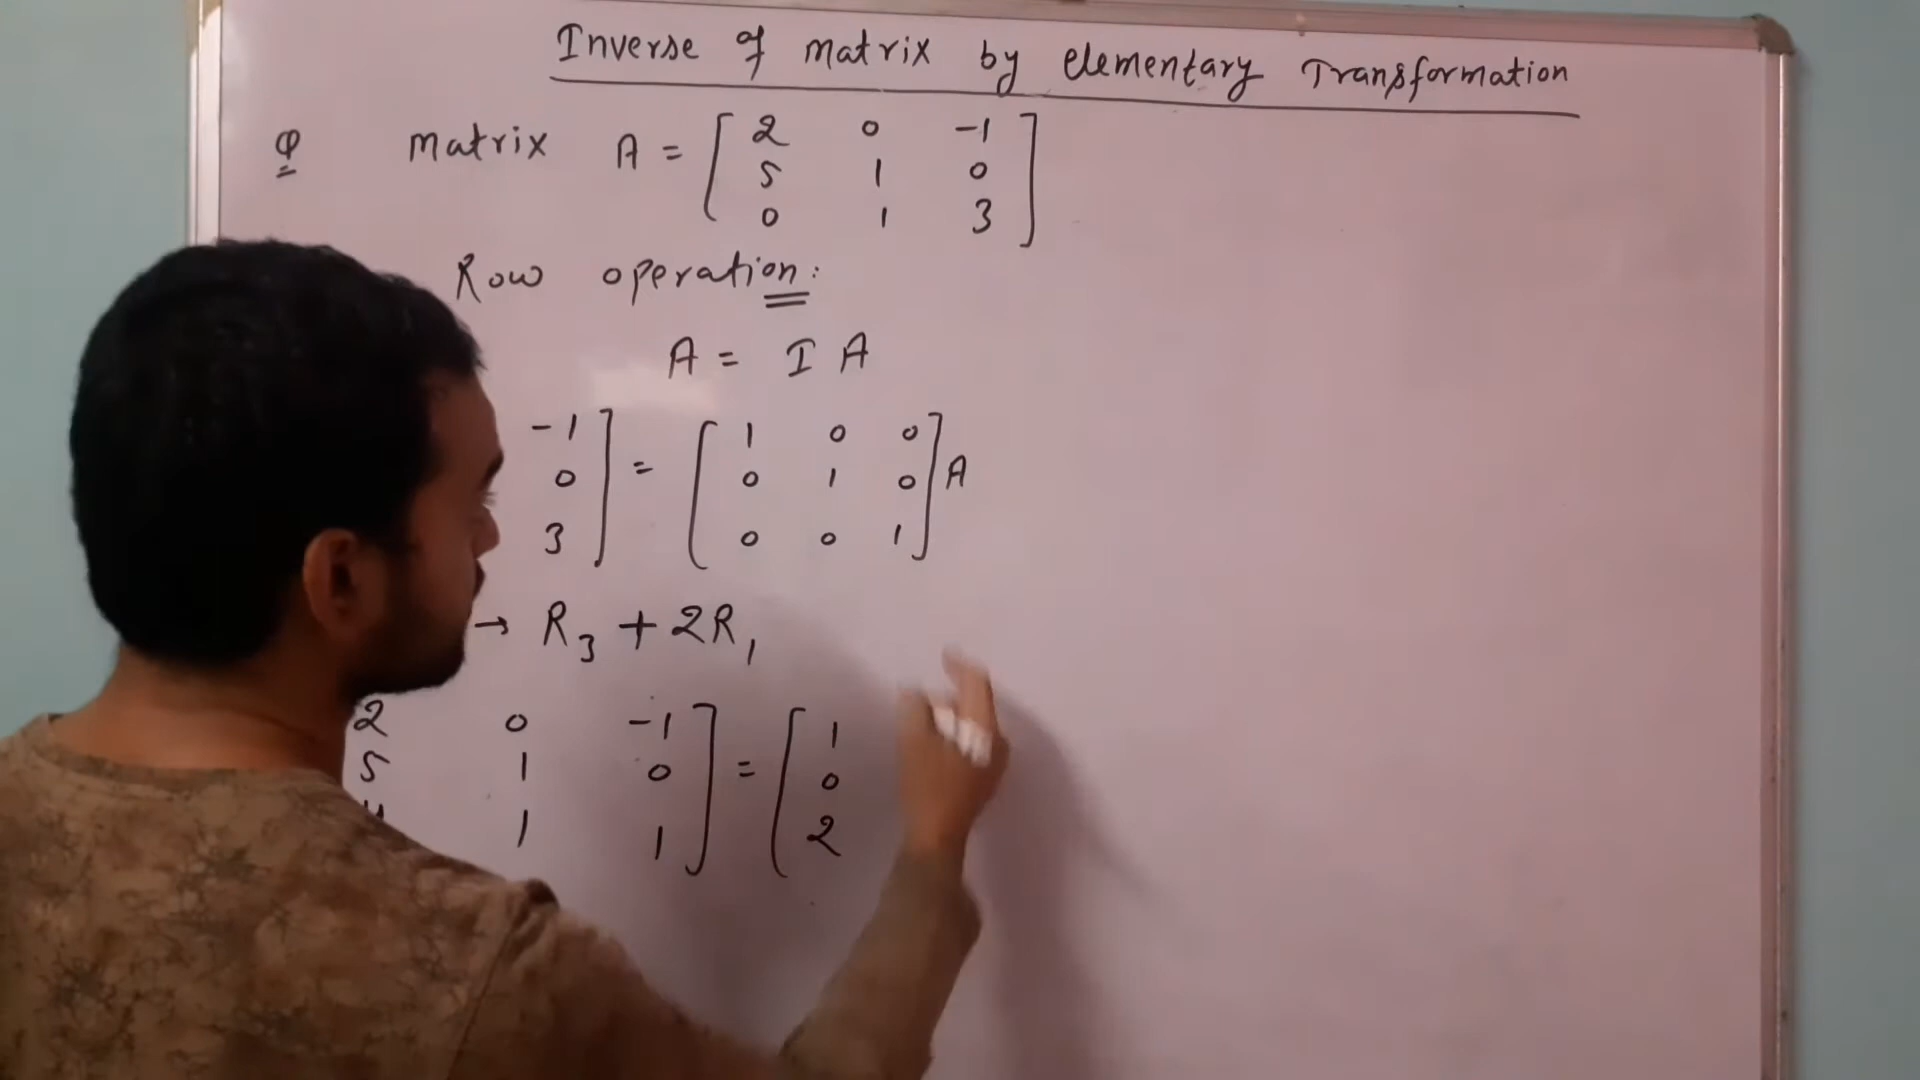 Inverse of matrix by elementary Transformation
Q matrix A = [ 2 0 -1
5 1 0
0 1 3 ]
Row operation:
A = I A
-1 ] = [ 1 0 0 ] A
0 0 1 0
3 0 0 1
→ R3 + 2R1
2 0 -1 ] = [ 1
5 1 0 0
1 1 2